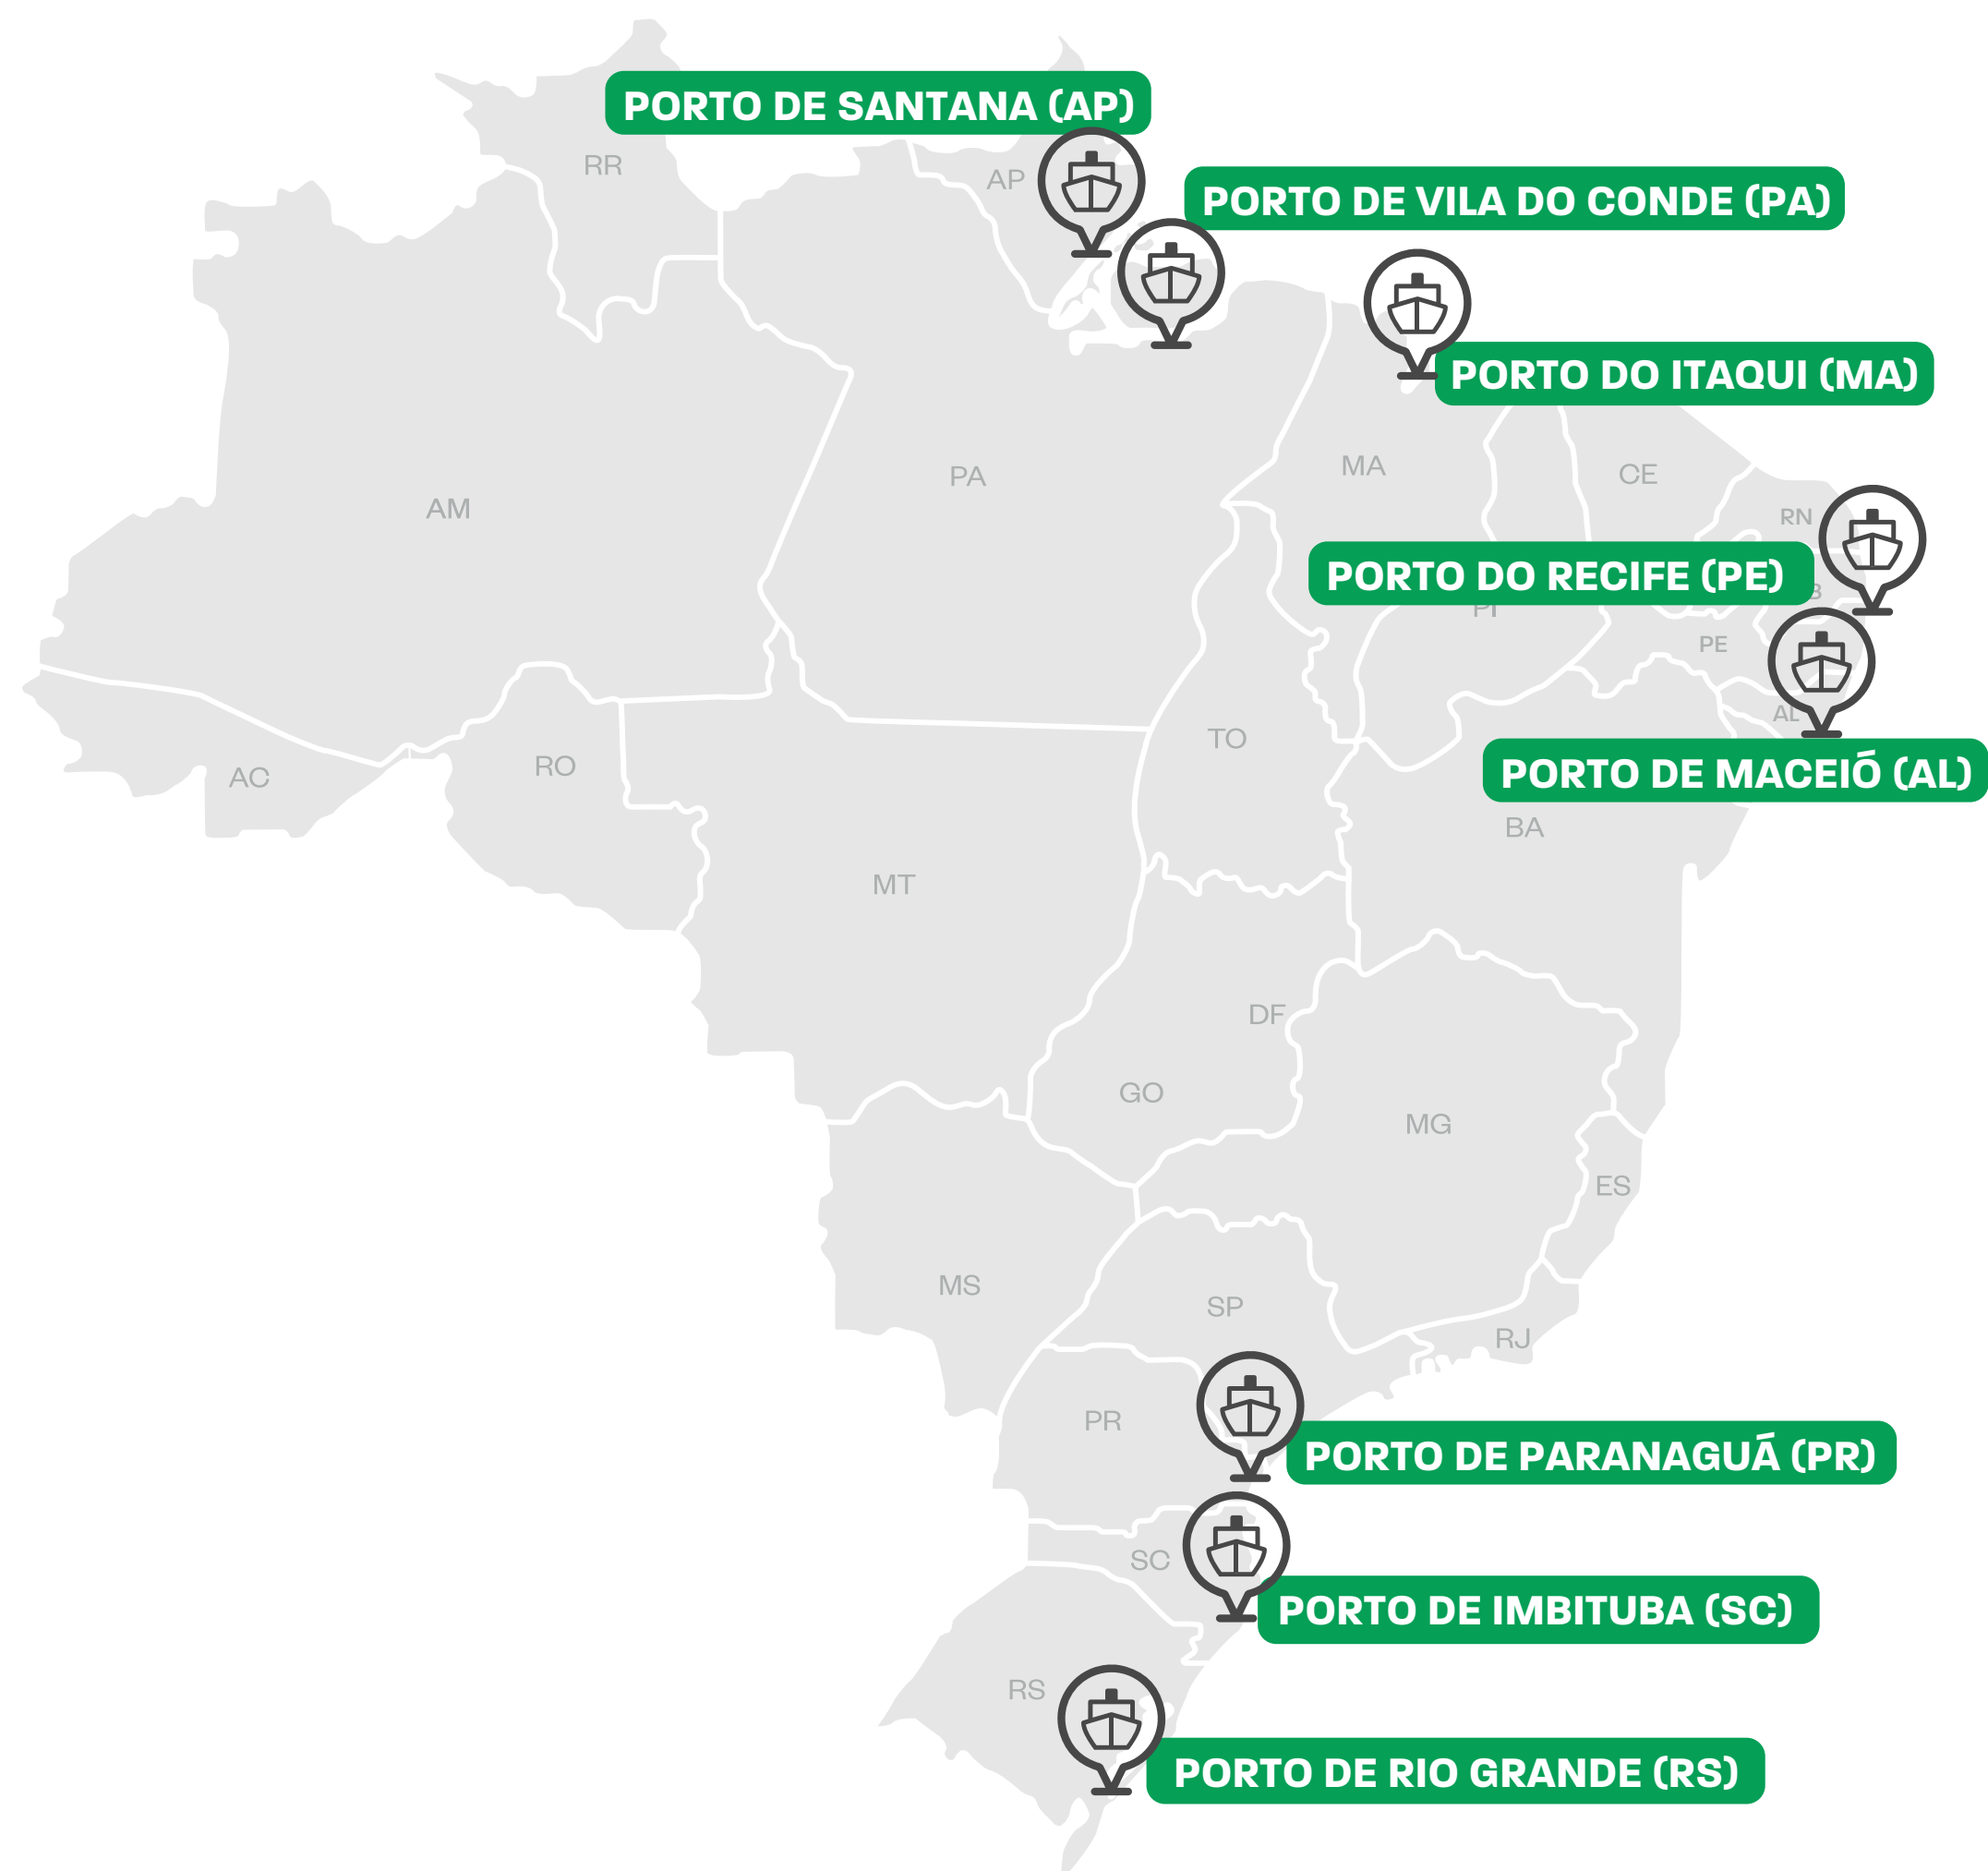 PORTO DE SANTANA (AP)
RR
AP
PORTO DE VILA DO CONDE (PA)
PORTO DO ITAQUI (MA)
MA
CE
PA
AM
RN
PORTO DO RECIFE (PE)
B
PI
PE
AL
TO
PORTO DE MACEIÓ (AL)
RO
AC
BA
MT
DF
GO
MG
ES
MS
SP
RJ
PR
PORTO DE PARANAGUÁ (PR)
SC
PORTO DE IMBITUBA (SC)
RS
PORTO DE RIO GRANDE (RS)